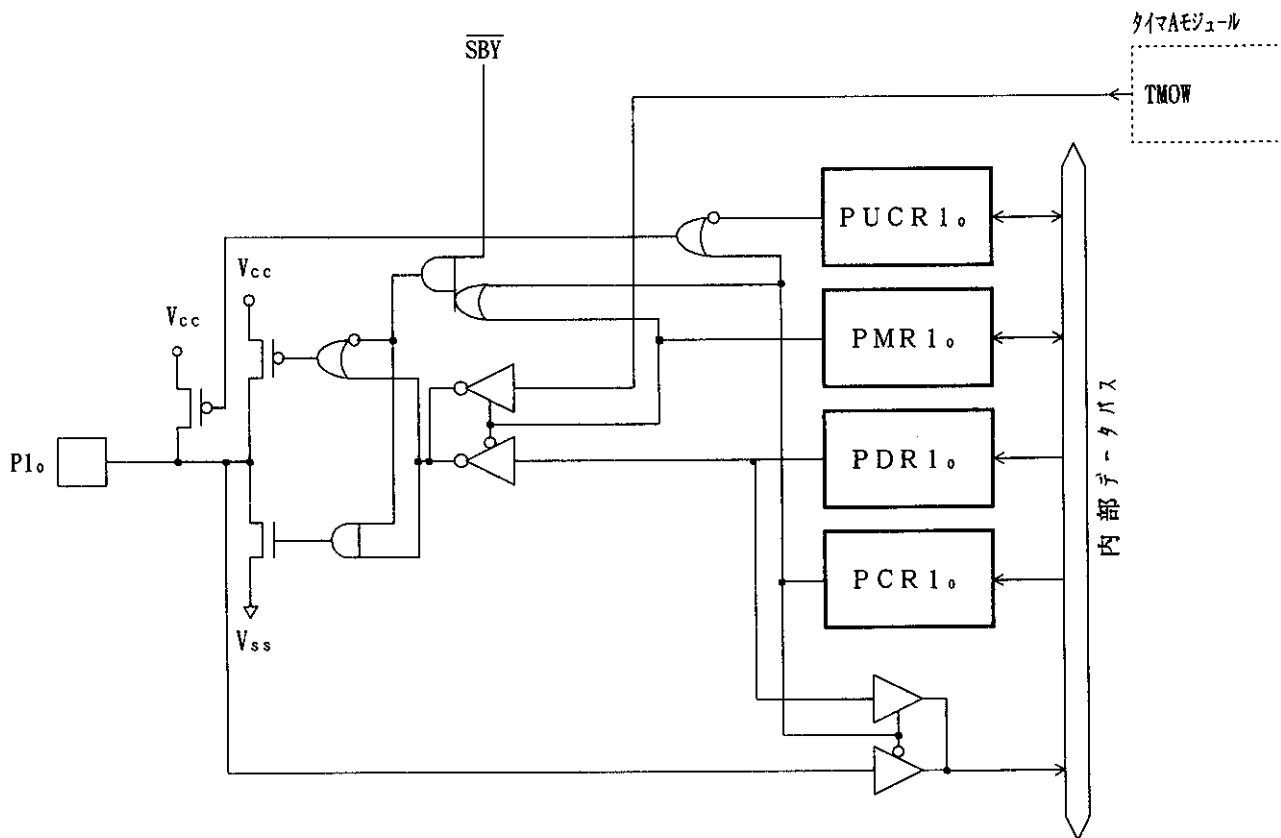 タイマAモジュール
SBY
TMOW
Vcc
Vcc
PUCR1₀
PMR1₀
PDR1₀
PCR1₀
P1₀
Vss
内部データバス